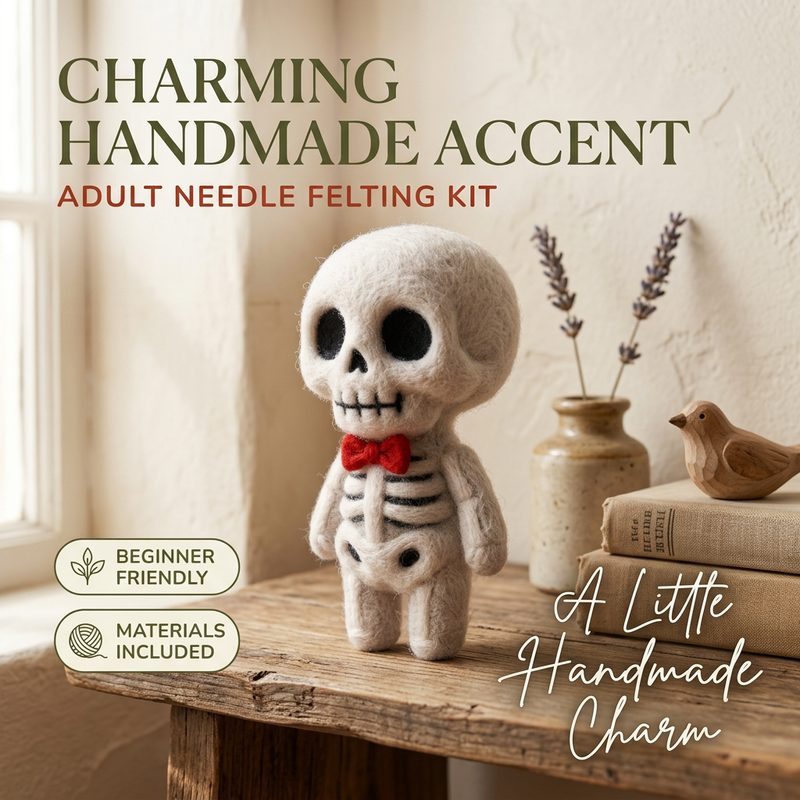 CHARMING
HANDMADE ACCENT
ADULT NEEDLE FELTING KIT
BEGINNER
FRIENDLY
MATERIALS
INCLUDED
A Little
Handmade
Charm